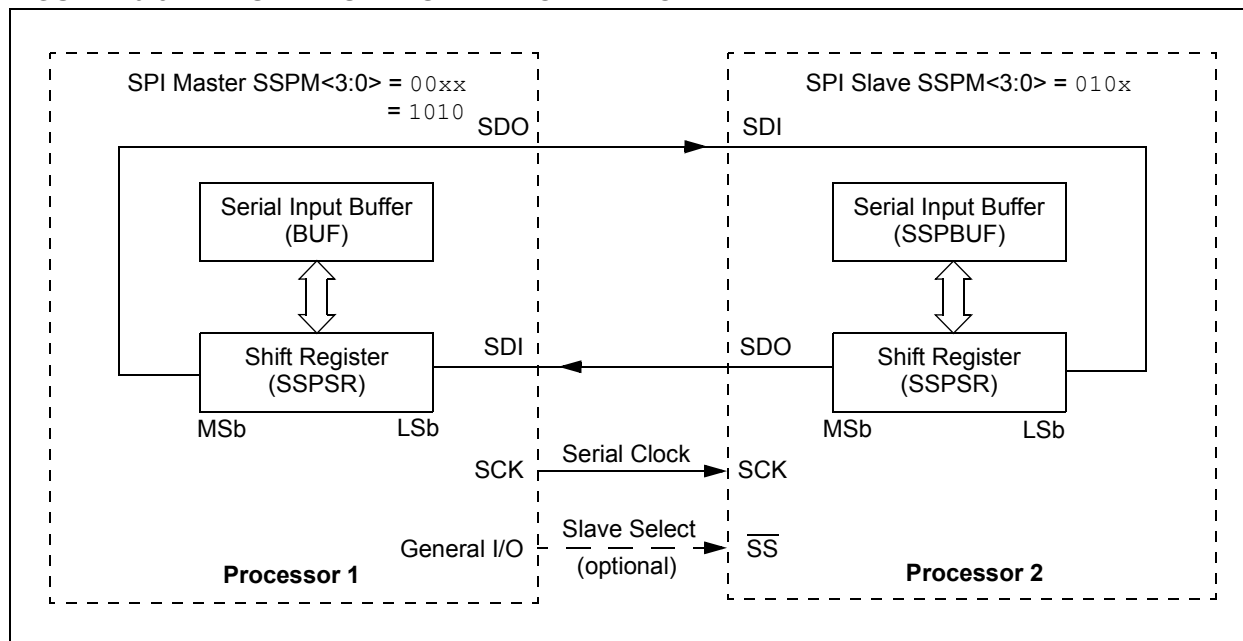 SPI Master SSPM<3:0> = 00xx
= 1010
SDO
Serial Input Buffer
(BUF)
Shift Register
(SSPSR)
MSb
LSb
SDI
SCK
General I/O
Processor 1
Serial Clock
Slave Select
(optional)
SPI Slave SSPM<3:0> = 010x
SDI
Serial Input Buffer
(SSPBUF)
SDO
Shift Register
(SSPSR)
MSb
LSb
SCK
SS
Processor 2